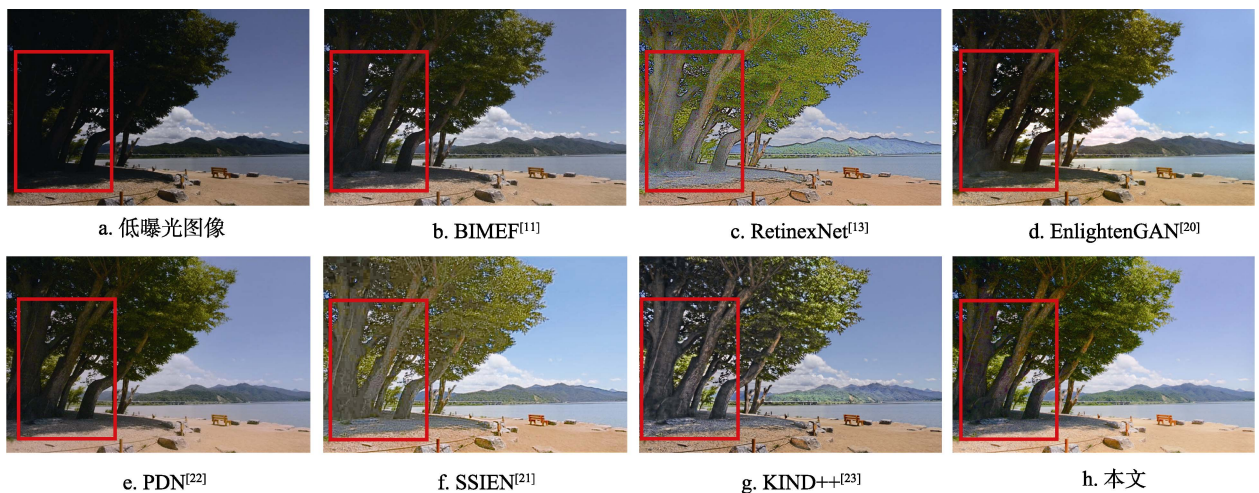 a. 低曝光图像
b. BIMEF[11]
c. RetinexNet[13]
d. EnlightenGAN[20]
e. PDN[22]
f. SSIEN[21]
g. KIND++[23]
h. 本文